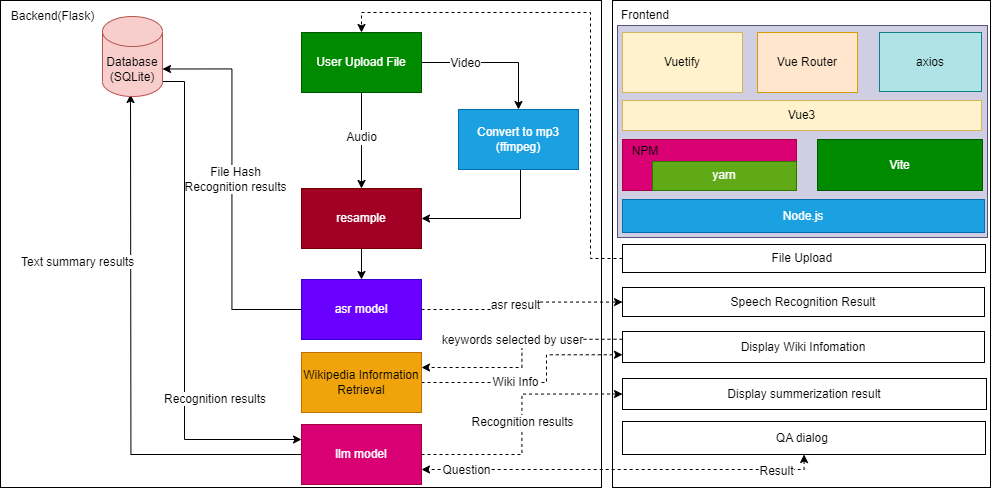 Backend(Flask)
Database
(SQLite)
User Upload File
Video
Convert to mp3
(ffmpeg)
Audio
File Hash
Recognition results
resample
Text summary results
asr model
asr result
keywords selected by user
Wikipedia Information
Retrieval
Wiki Info
Recognition results
Recognition results
llm model
Question
Result
Frontend
Vuetify
Vue Router
axios
Vue3
NPM
yarn
Vite
Node.js
File Upload
Speech Recognition Result
Display Wiki Infomation
Display summerization result
QA dialog